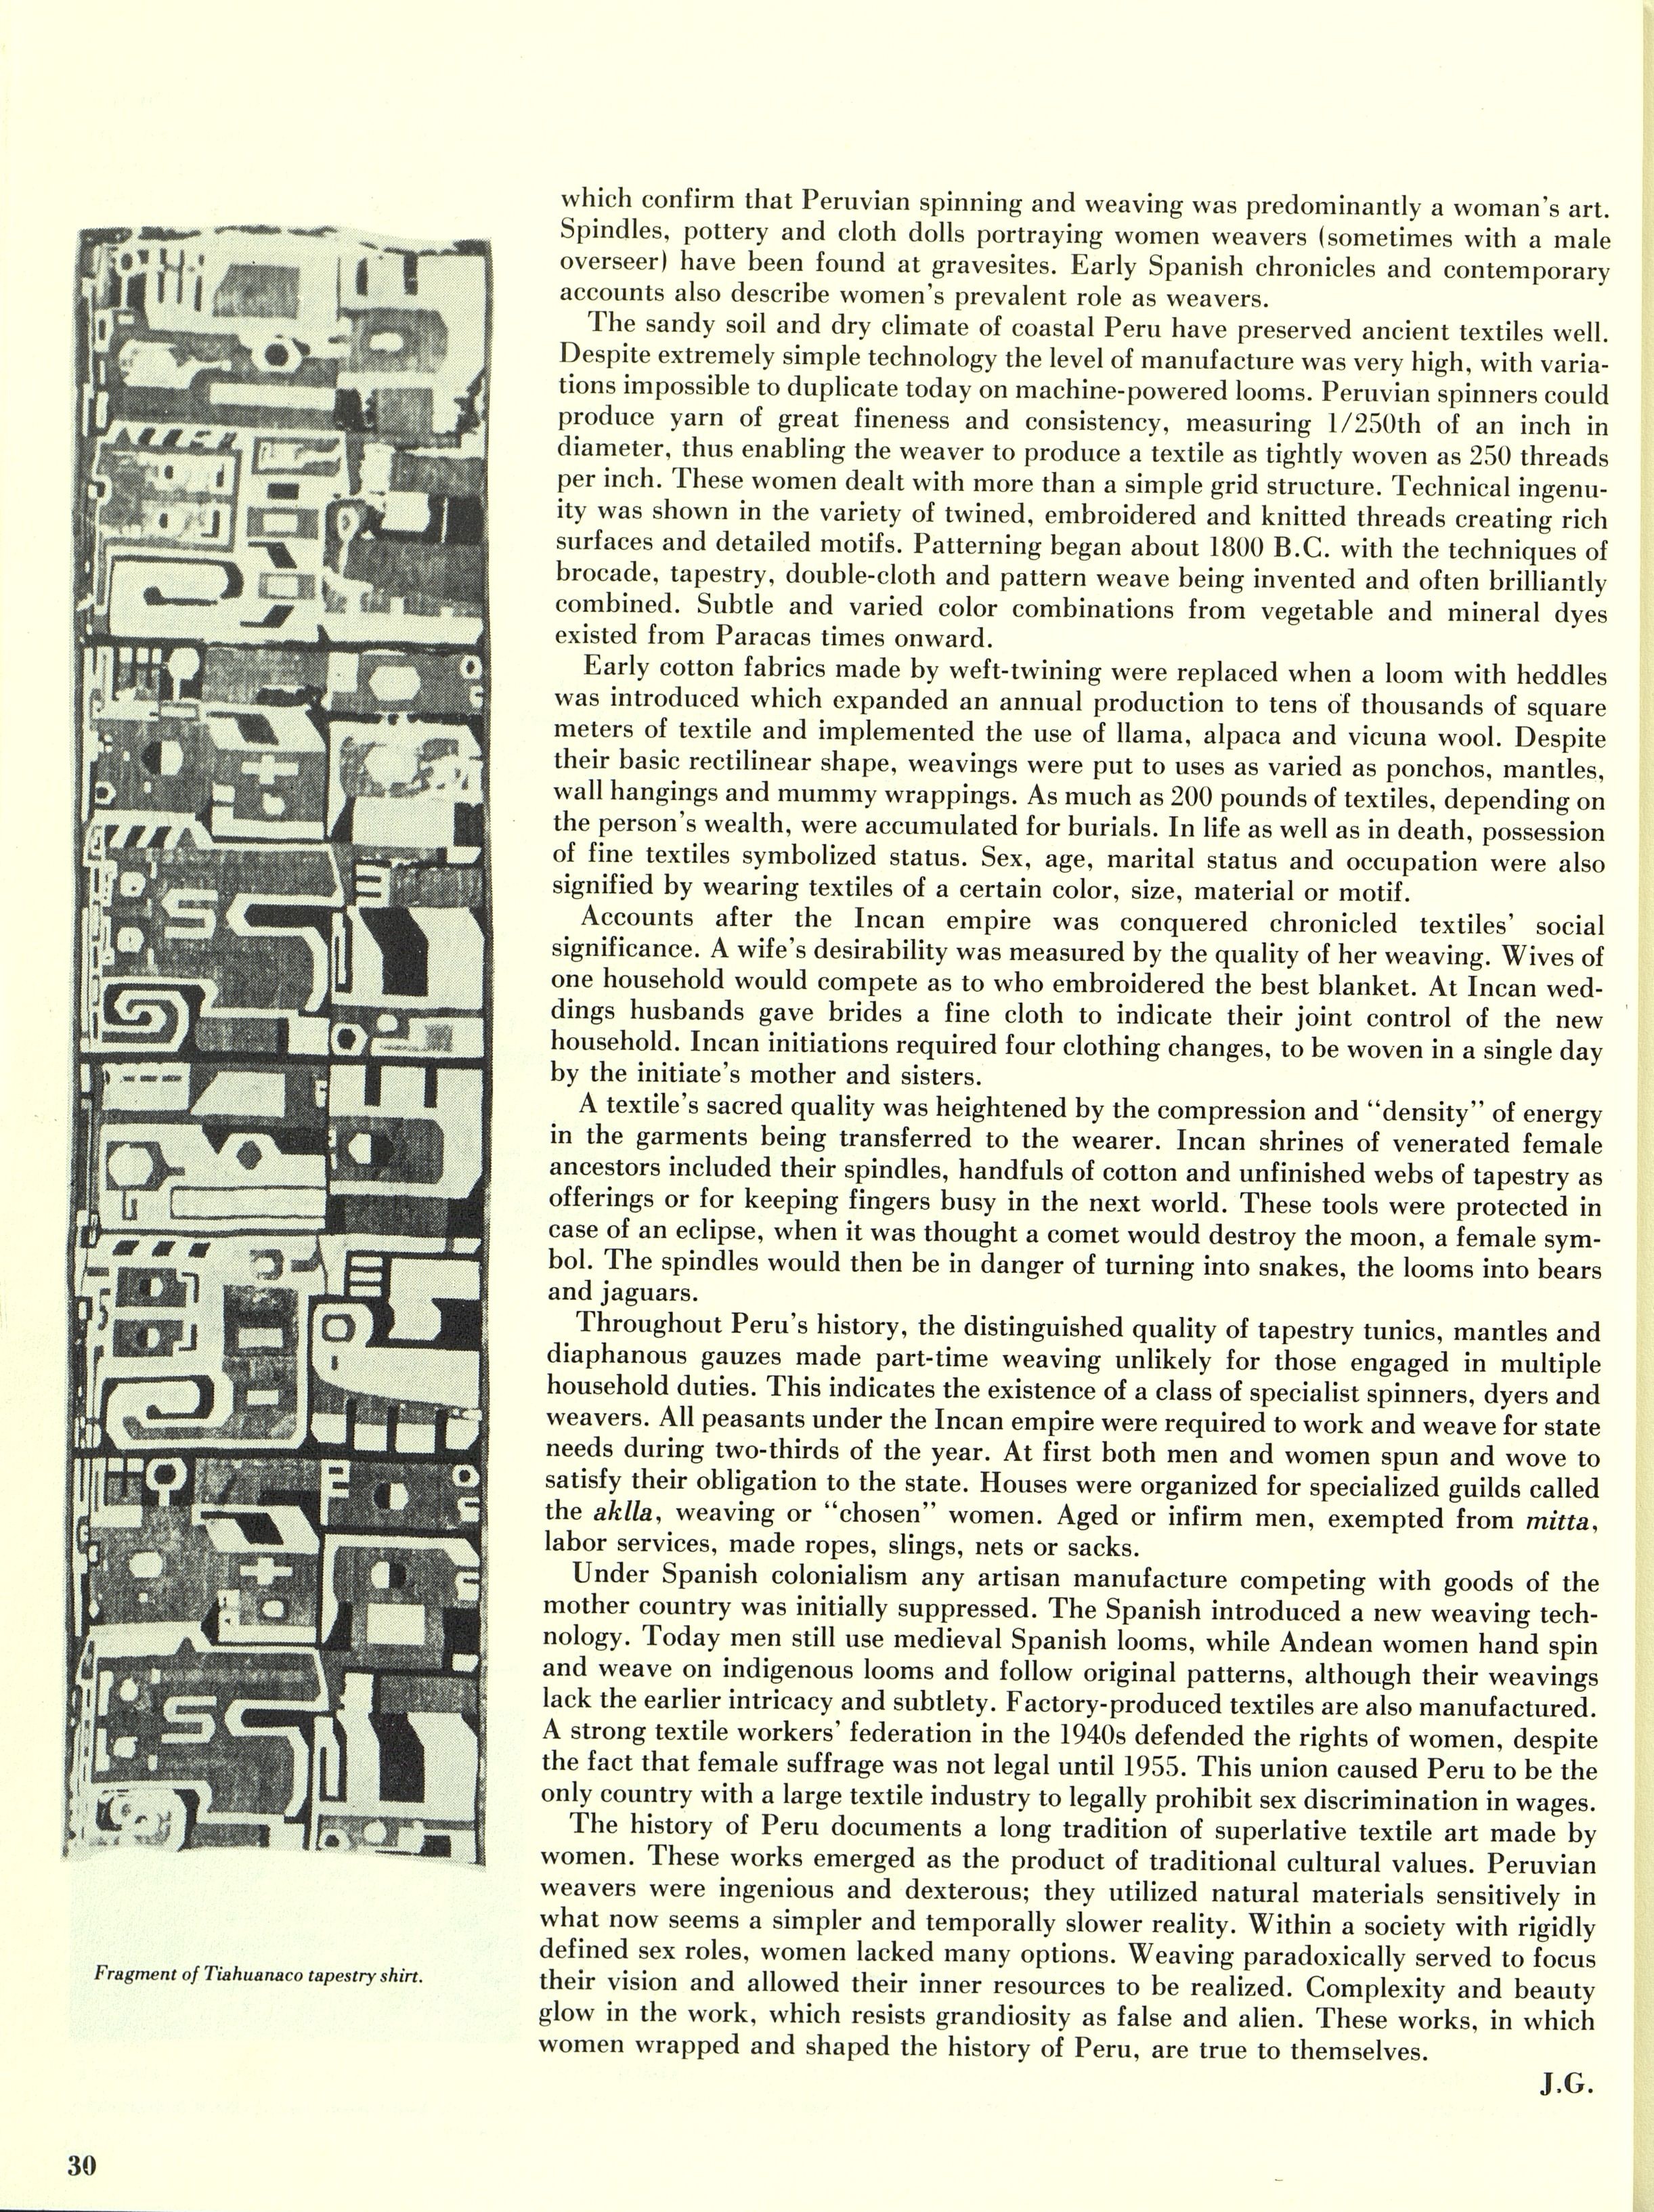 which confirm that Peruvian spinning and weaving was predominantly a woman's art.
Spindles, pottery and cloth dolls portraying women weavers (sometimes with a male
overseer) have been found at gravesites. Early Spanish chronicles and contemporary
accounts also describe women's prevalent role as weavers.
The sandy soil and dry climate of coastal Peru have preserved ancient textiles well.
Despite extremely simple technology the level of manufacture was very high, with varia-
tions impossible to duplicate today on machine-powered looms. Peruvian spinners could
produce yarn of great fineness and consistency, measuring 1/250th of an inch in
diameter, thus enabling the weaver to produce a textile as tightly woven as 250 threads
per inch. These women dealt with more than a simple grid structure. Technical ingenu-
ity was shown in the variety of twined, embroidered and knitted threads creating rich
surfaces and detailed motifs. Patterning began about 1800 B.C. with the techniques of
brocade, tapestry, double-cloth and pattern weave being invented and often brilliantly
combined. Subtle and varied color combinations from vegetable and mineral dyes
existed from Paracas times onward.
Early cotton fabrics made by weft-twining were replaced when a loom with heddles
was introduced which expanded an annual production to tens of thousands of square
meters of textile and implemented the use of llama, alpaca and vicuna wool. Despite
their basic rectilinear shape, weavings were put to uses as varied as ponchos, mantles,
wall hangings and mummy wrappings. As much as 200 pounds of textiles, depending on
the person's wealth, were accumulated for burials. In life as well as in death, possession
of fine textiles symbolized status. Sex, age, marital status and occupation were also
signified by wearing textiles of a certain color, size, material or motif.
Accounts after the Incan empire was conquered chronicled textiles' social
significance. A wife's desirability was measured by the quality of her weaving. Wives of
one household would compete as to who embroidered the best blanket. At Incan wed-
dings husbands gave brides a fine cloth to indicate their joint control of the new
household. Incan initiations required four clothing changes, to be woven in a single day
by the initiate's mother and sisters.
A textile's sacred quality was heightened by the compression and “density” of energy
in the garments being transferred to the wearer. Incan shrines of venerated female
ancestors included their spindles, handfuls of cotton and unfinished webs of tapestry as
offerings or for keeping fingers busy in the next world. These tools were protected in
case of an eclipse, when it was thought a comet would destroy the moon, a female sym-
bol. The spindles would then be in danger of turning into snakes, the looms into bears
and jaguars.
Throughout Peru's history, the distinguished quality of tapestry tunics, mantles and
diaphanous gauzes made part-time weaving unlikely for those engaged in multiple
household duties. This indicates the existence of a class of specialist spinners, dyers and
weavers. All peasants under the Incan empire were required to work and weave for state
needs during two-thirds of the year. At first both men and women spun and wove to
satisfy their obligation to the state. Houses were organized for specialized guilds called
the aklla, weaving or “chosen” women. Aged or infirm men, exempted from mitta,
labor services, made ropes, slings, nets or sacks.
Under Spanish colonialism any artisan manufacture competing with goods of the
mother country was initially suppressed. The Spanish introduced a new weaving tech-
nology. Today men still use medieval Spanish looms, while Andean women hand spin
and weave on indigenous looms and follow original patterns, although their weavings
lack the earlier intricacy and subtlety. Factory-produced textiles are also manufactured.
A strong textile workers' federation in the 1940s defended the rights of women, despite
the fact that female suffrage was not legal until 1955. This union caused Peru to be the
only country with a large textile industry to legally prohibit sex discrimination in wages.
The history of Peru documents a long tradition of superlative textile art made by
women. These works emerged as the product of traditional cultural values. Peruvian
weavers were ingenious and dexterous; they utilized natural materials sensitively in
what now seems a simpler and temporally slower reality. Within a society with rigidly
defined sex roles, women lacked many options. Weaving paradoxically served to focus
their vision and allowed their inner resources to be realized. Complexity and beauty
glow in the work, which resists grandiosity as false and alien. These works, in which
women wrapped and shaped the history of Peru, are true to themselves.
J.G.
Fragment of Tiahuanaco tapestry shirt.
30